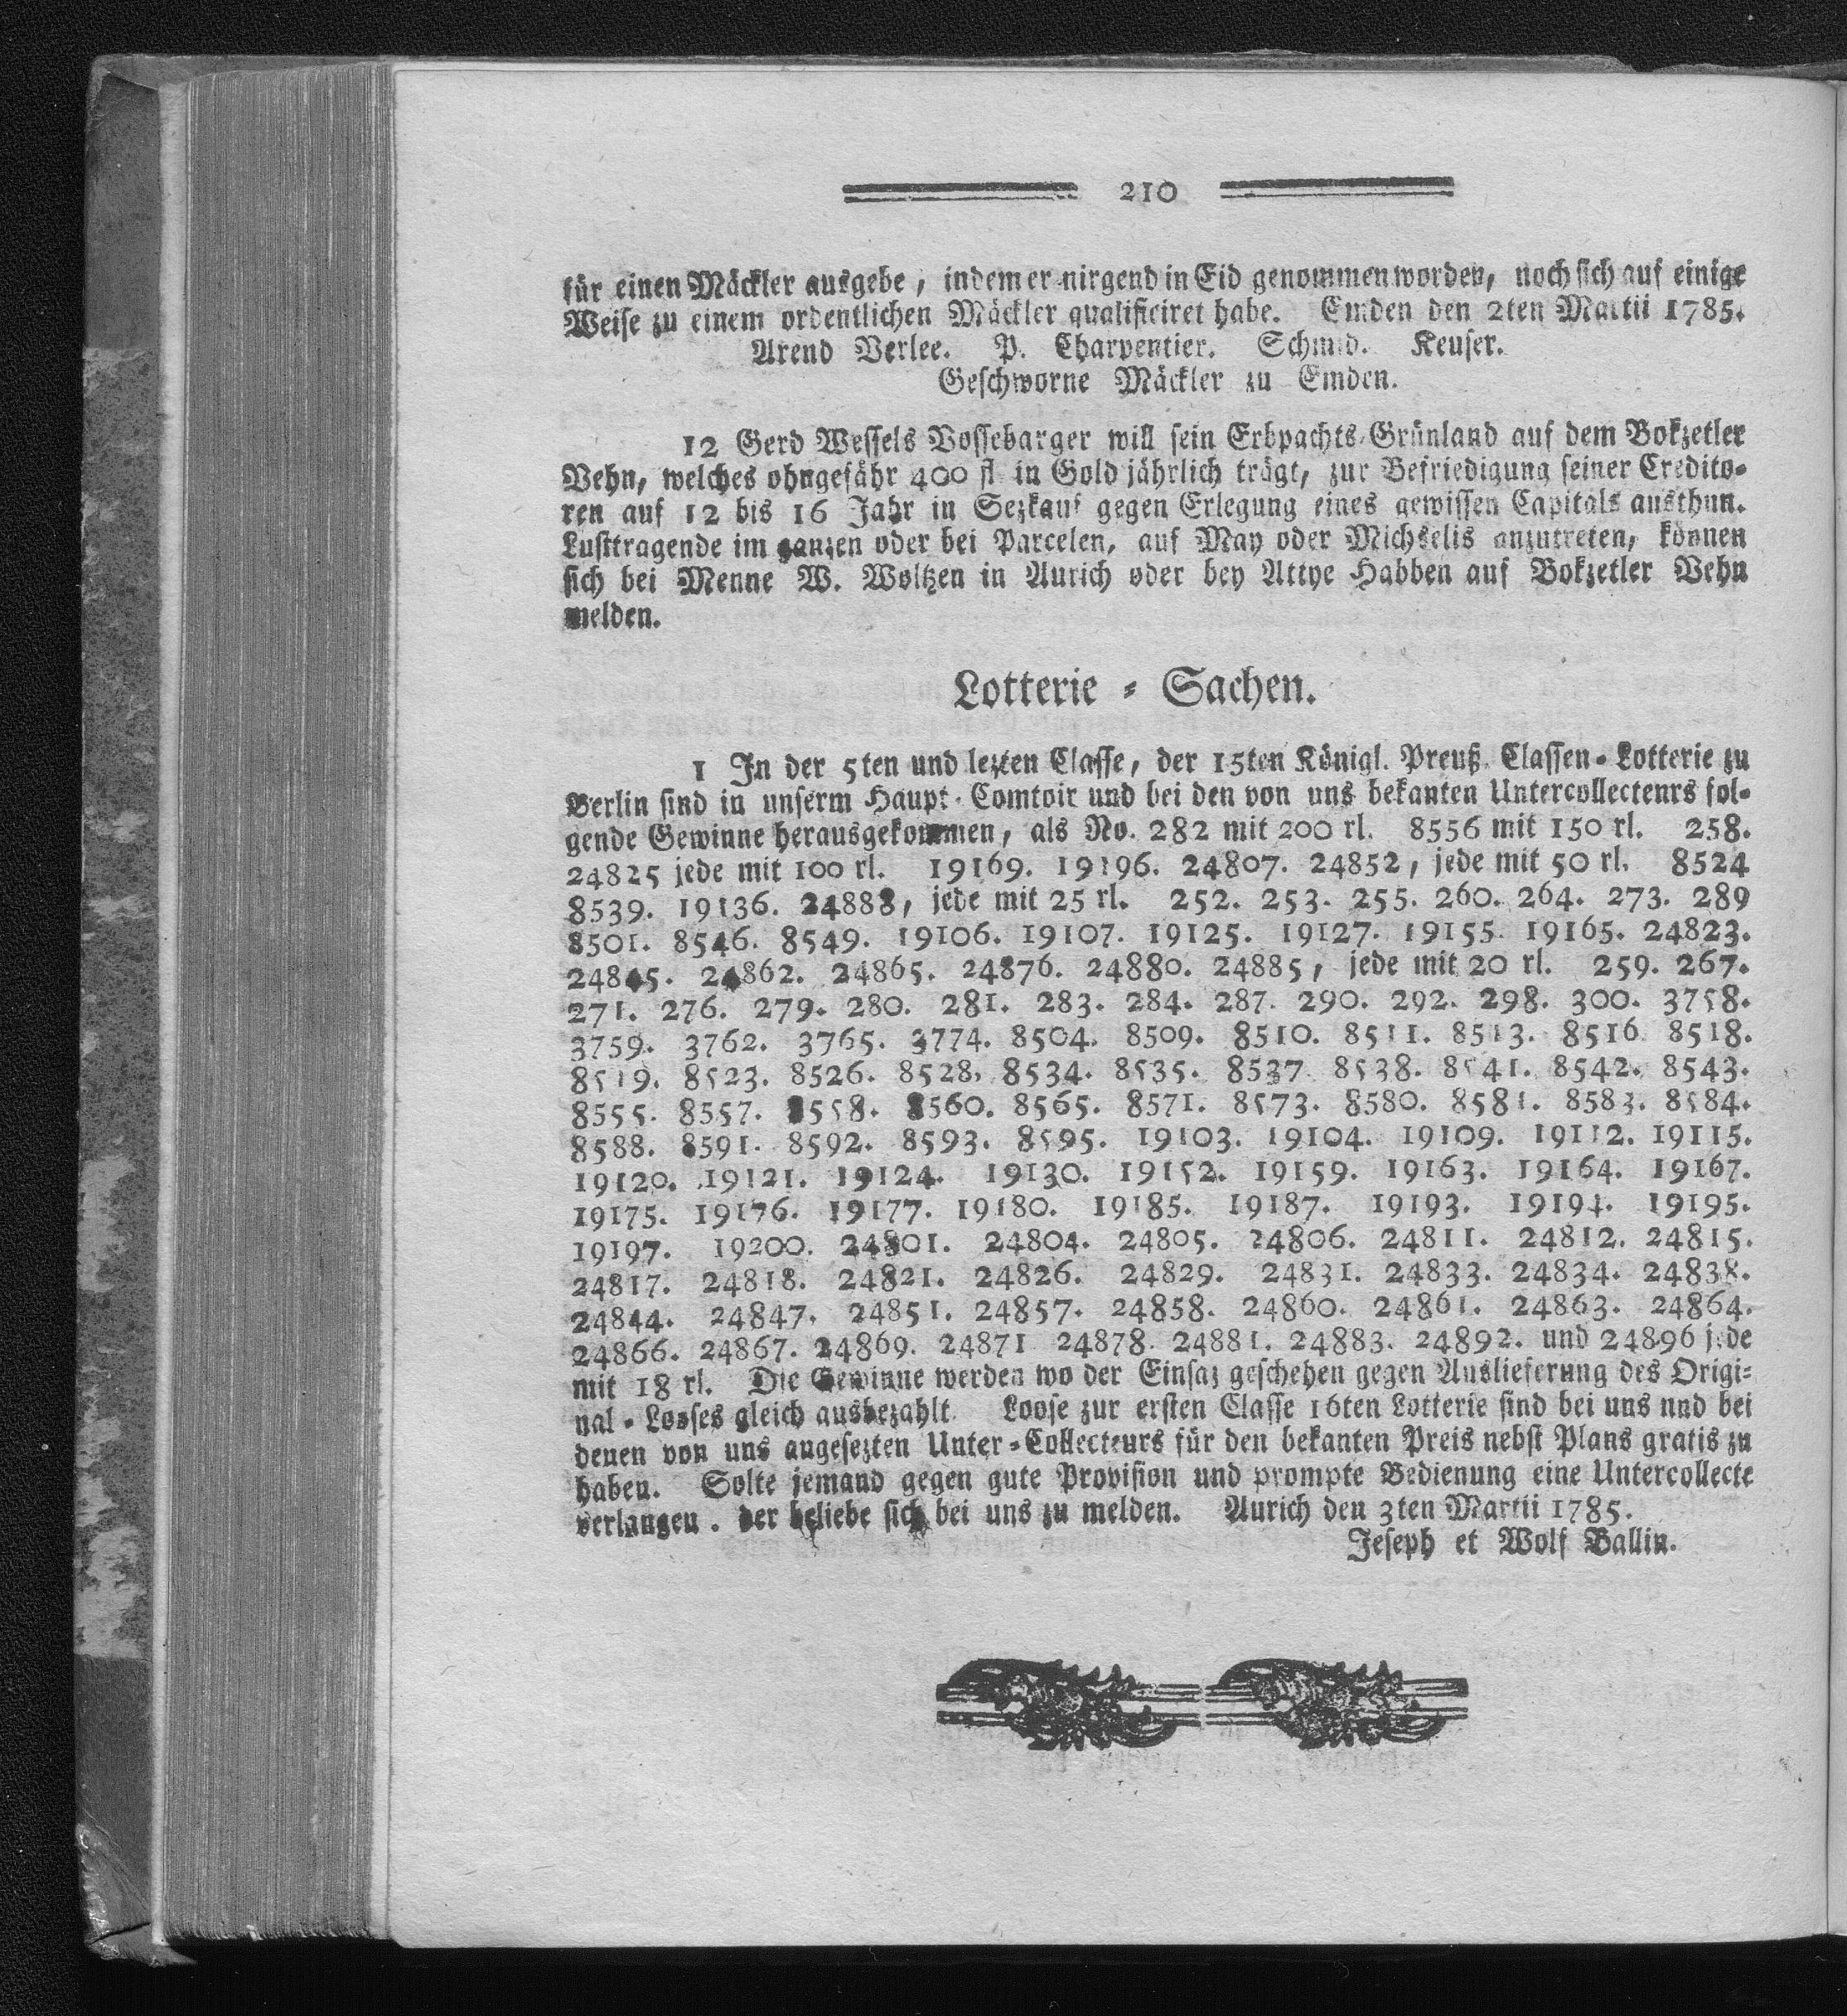 210
für einen Mäckler ausgebe, indem er nirgend in Eid genommen worden, noch sich auf einige
Weise zu einem ordentlichen Mäckler qualificiret habe. Emden den 2ten Martii 1785.
Arend Verlee. P. Charpentier. Schmid. Keuser.
Geschworne Mäckler zu Emden.
12 Gerd Wessels Vossebarger will sein Erbpachts-Grünland auf dem Bokzetler
Vehn, welches ohngefähr 400 fl in Gold jährlich trägt, zur Befriedigung seiner Credito-
ren auf 12 bis 16 Jahr in Sezkauf gegen Erlegung eines gewissen Capitals austhun.
Lusttragende im ganzen oder bei Parcelen, auf May oder Michaelis anzutreten, können
sich bei Menne W. Woltzen in Aurich oder bey Attye Habben auf Bokzetler Vehn
melden.
Lotterie-Sachen.
1 In der 5ten und lezten Classe, der 15ten Königl. Preuß. Classen-Lotterie zu
Berlin sind in unserm Haupt-Comtoir und bei den von uns bekanten Untercollecteurs fol-
gende Gewinne herausgekommen, als No. 282 mit 200 rl. 8556 mit 150 rl. 258.
24825 jede mit 100 rl. 19169. 19196. 24807. 24852, jede mit 50 rl. 8524
8539. 19136. 24888, jede mit 25 rl. 252. 253. 255. 260. 264. 273. 289
8501. 8546. 8549. 19106. 19107. 19125. 19127. 19155. 19165. 24823.
24845. 24862. 24865. 24876. 24880. 24885, jede mit 20 rl. 259. 267.
271. 276. 279. 280. 281. 283. 284. 287. 290. 292. 298. 300. 3758.
3759. 3762. 3765. 3774. 8504. 8509. 8510. 8511. 8513. 8516 8518.
8519. 8523. 8526. 8528. 8534. 8535. 8537 8538. 8541. 8542. 8543.
8555. 8557. 8558. 8560. 8565. 8571. 8573. 8580. 8581. 8583. 8584.
8588. 8591. 8592. 8593. 8595. 19103. 19104. 19109. 19112. 19115.
19120. 19121. 19124. 19130. 19152. 19159. 19163. 19164. 19167.
19175. 19176. 19177. 19180. 19185. 19187. 19193. 19194. 19195.
19197. 19200. 24801. 24804. 24805. 24806. 24811. 24812. 24815.
24817. 24818. 24821. 24826. 24829. 24831. 24833. 24834. 24838.
24844. 24847. 24851. 24857. 24858. 24860. 24861. 24863. 24864.
24866. 24867. 24869. 24871 24878. 24881. 24883. 24892. und 24896 jede
mit 18 rl. Die Gewinne werden wo der Einsaz geschehen gegen Auslieferung des Origi-
nal-Looses gleich ausbezahlt. Loose zur ersten Classe 16ten Lotterie sind bei uns nnd bei
denen von uns angesezten Unter-Collecteurs für den bekanten Preis nebst Plans gratis zu
haben. Solte jemand gegen gute Provision und prompte Bedienung eine Untercollecte
verlangen. der beliebe sich bei uns zu melden. Aurich den 3ten Martii 1785.
Jeseph et Wolf Ballin.